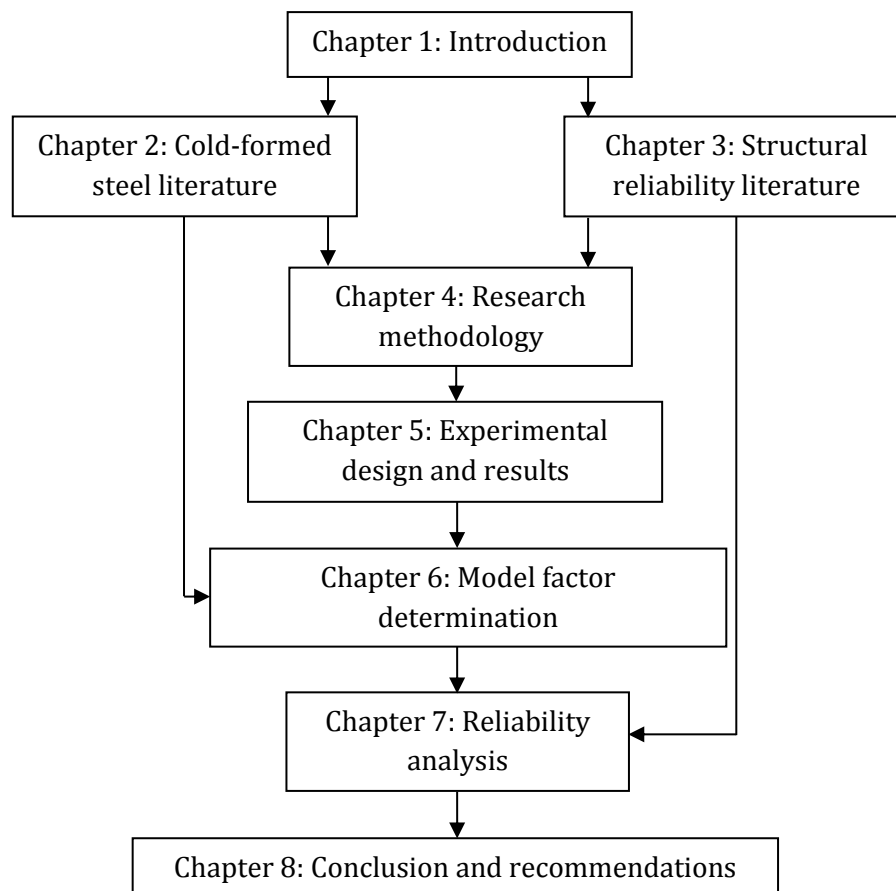 Chapter 1: Introduction
Chapter 2: Cold-formed
steel literature
Chapter 3: Structural
reliability literature
Chapter 4: Research
methodology
Chapter 5: Experimental
design and results
Chapter 6: Model factor
determination
Chapter 7: Reliability
analysis
Chapter 8: Conclusion and recommendations